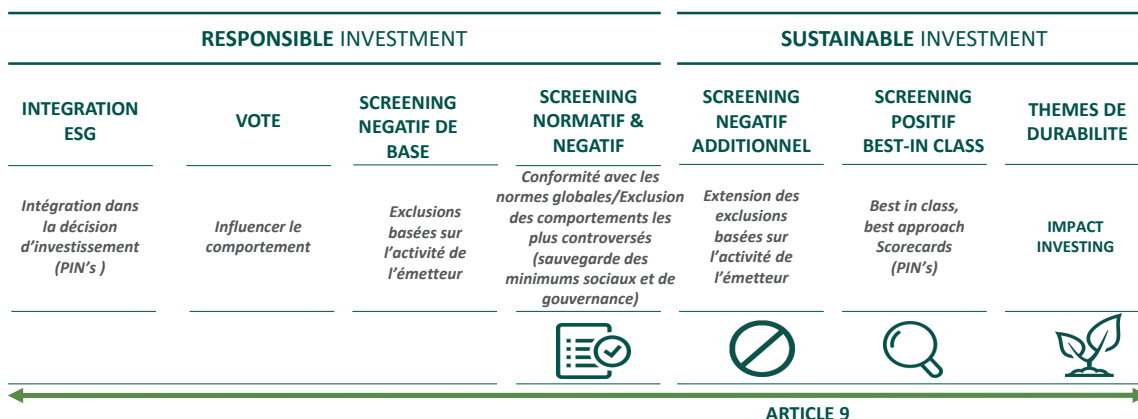 RESPONSIBLE INVESTMENT
SUSTAINABLE INVESTMENT
INTEGRATION
ESG
VOTE
SCREENING
NEGATIF DE
BASE
SCREENING
NORMATIF &
NEGATIF
SCREENING
NEGATIF
ADDITIONNEL
SCREENING
POSITIF
BEST-IN CLASS
THEMES DE
DURABILITE
Intégration dans
la décision
d’investissement
(PIN’s )
Influencer le
comportement
Exclusions
basées sur
l’activité de
l’émetteur
Conformité avec les
normes globales/Exclusion
des comportements les
plus controversés
(sauvegarde des
minimums sociaux et de
gouvernance)
Extension des
exclusions
basées sur
l’activité de
l’émetteur
Best in class,
best approach
Scorecards
(PIN’s)
IMPACT
INVESTING
ARTICLE 9